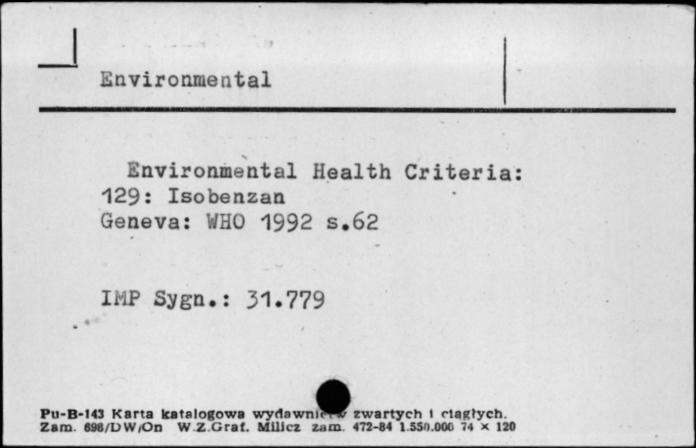 Environmental
Environmental Health Criteria:
129: Isobenzan
Geneva: WHO 1992 s.62
IMP Sygn.: 31.779
Pu-B-143 Karta katalogowa zwartych i ciągłych.
Zam. 698/DW/On W.Z.Graf. Milicz zam. 472-84 1.550.000 74 × 120